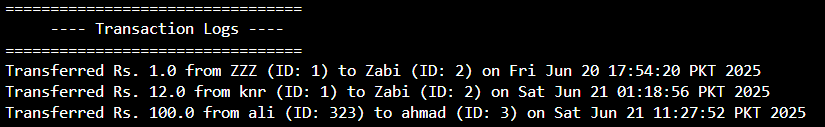 =================================
---- Transaction Logs ----
=================================
Transferred Rs. 1.0 from ZZZ (ID: 1) to Zabi (ID: 2) on Fri Jun 20 17:54:20 PKT 2025
Transferred Rs. 12.0 from knr (ID: 1) to Zabi (ID: 2) on Sat Jun 21 01:18:56 PKT 2025
Transferred Rs. 100.0 from ali (ID: 323) to ahmad (ID: 3) on Sat Jun 21 11:27:52 PKT 2025